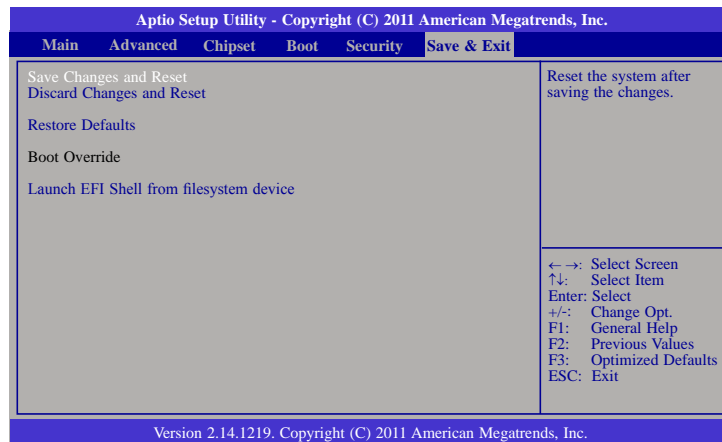 Aptio Setup Utility - Copyright (C) 2011 American Megatrends, Inc.
Main Advanced Chipset Boot Security Save & Exit
Save Changes and Reset
Discard Changes and Reset
Restore Defaults
Boot Override
Launch EFI Shell from filesystem device
Reset the system after
saving the changes.
← →: Select Screen
↑↓: Select Item
Enter: Select
+/-: Change Opt.
F1: General Help
F2: Previous Values
F3: Optimized Defaults
ESC: Exit
Version 2.14.1219. Copyright (C) 2011 American Megatrends, Inc.